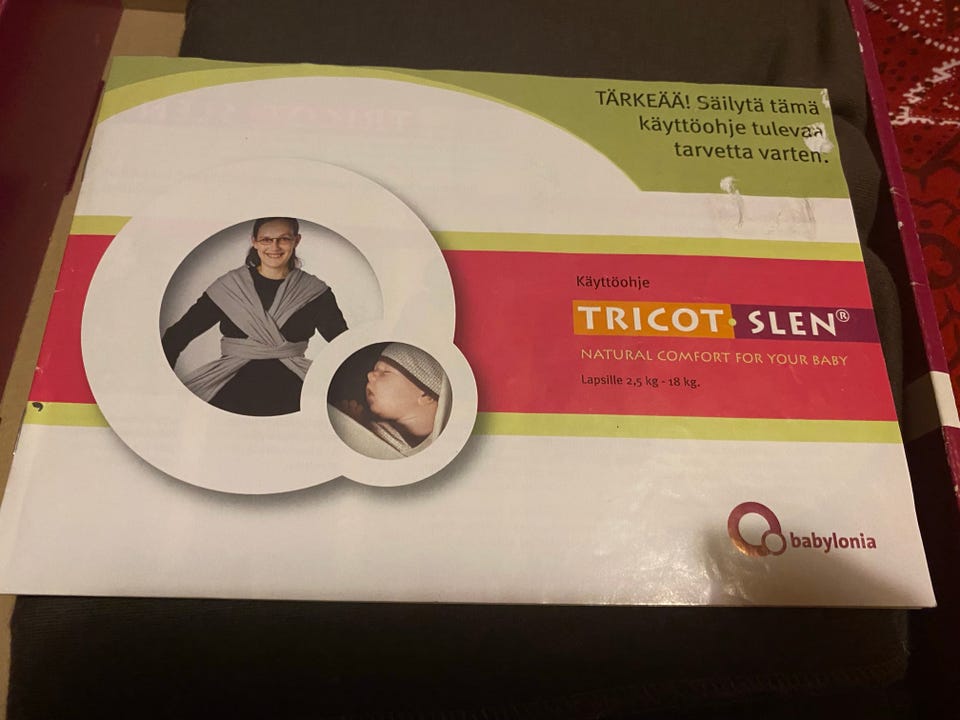 TÄRKEÄÄ! Säilytä tämä
käyttöohje tulevaa
tarvetta varten.
Käyttöohje
TRICOT·SLEN®
NATURAL COMFORT FOR YOUR BABY
Lapsille 2,5 kg - 18 kg.
babylonia